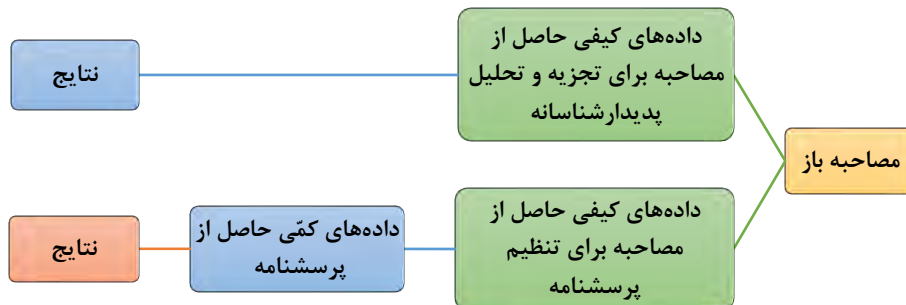 مصاحبه باز
داده‌های کیفی حاصل از
مصاحبه برای تجزیه و تحلیل
پدیدارشناسانه
نتایج
داده‌های کیفی حاصل از
مصاحبه برای تنظیم
پرسشنامه
داده‌های کمّی حاصل از
پرسشنامه
نتایج